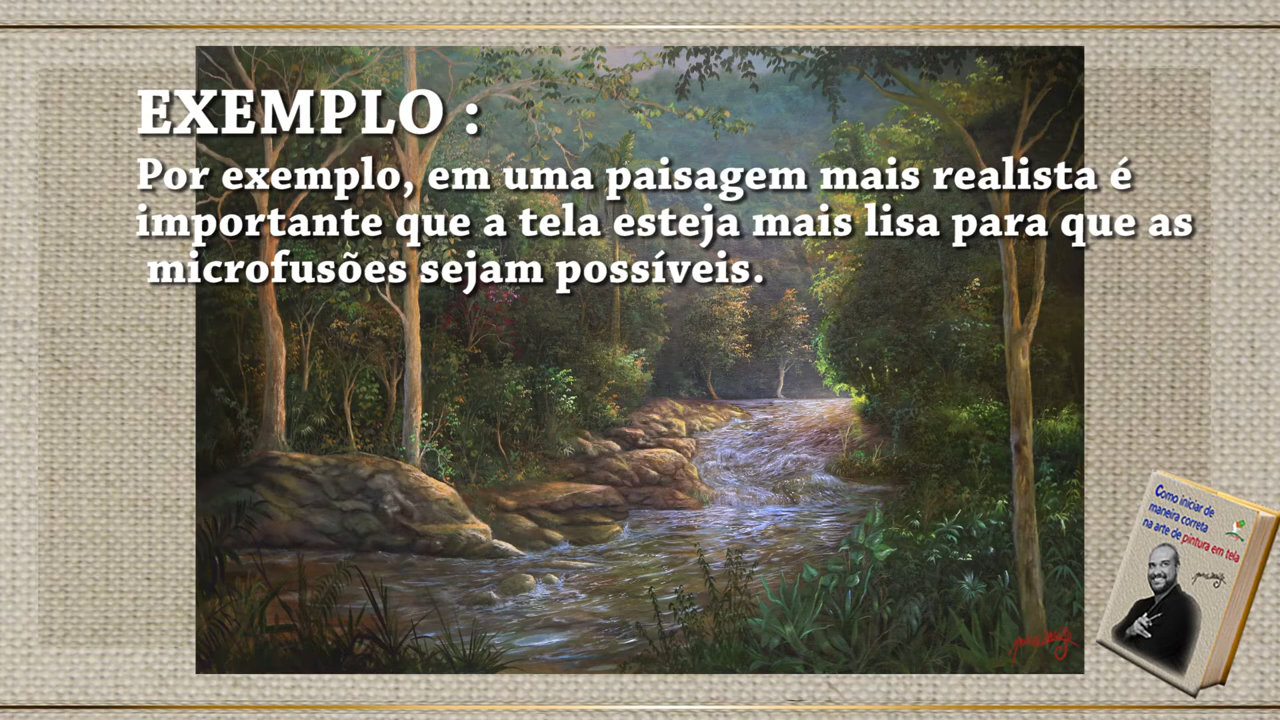 EXEMPLO :
Por exemplo, em uma paisagem mais realista é
importante que a tela esteja mais lisa para que as
microfusões sejam possíveis.
Como iniciar de
maneira correta
na arte de pintura em tela